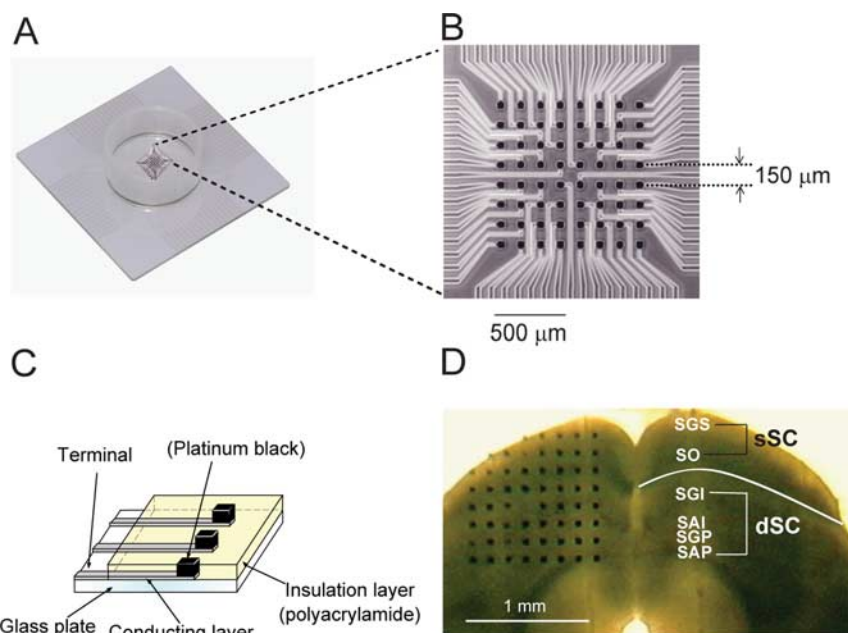 A
B
150 μm
500 μm
C
D
Terminal
(Platinum black)
Insulation layer
(polyacrylamide)
Glass plate
Conducting layer
SGS
SO
sSC
SGI
SAI
SGP
SAP
dSC
1 mm